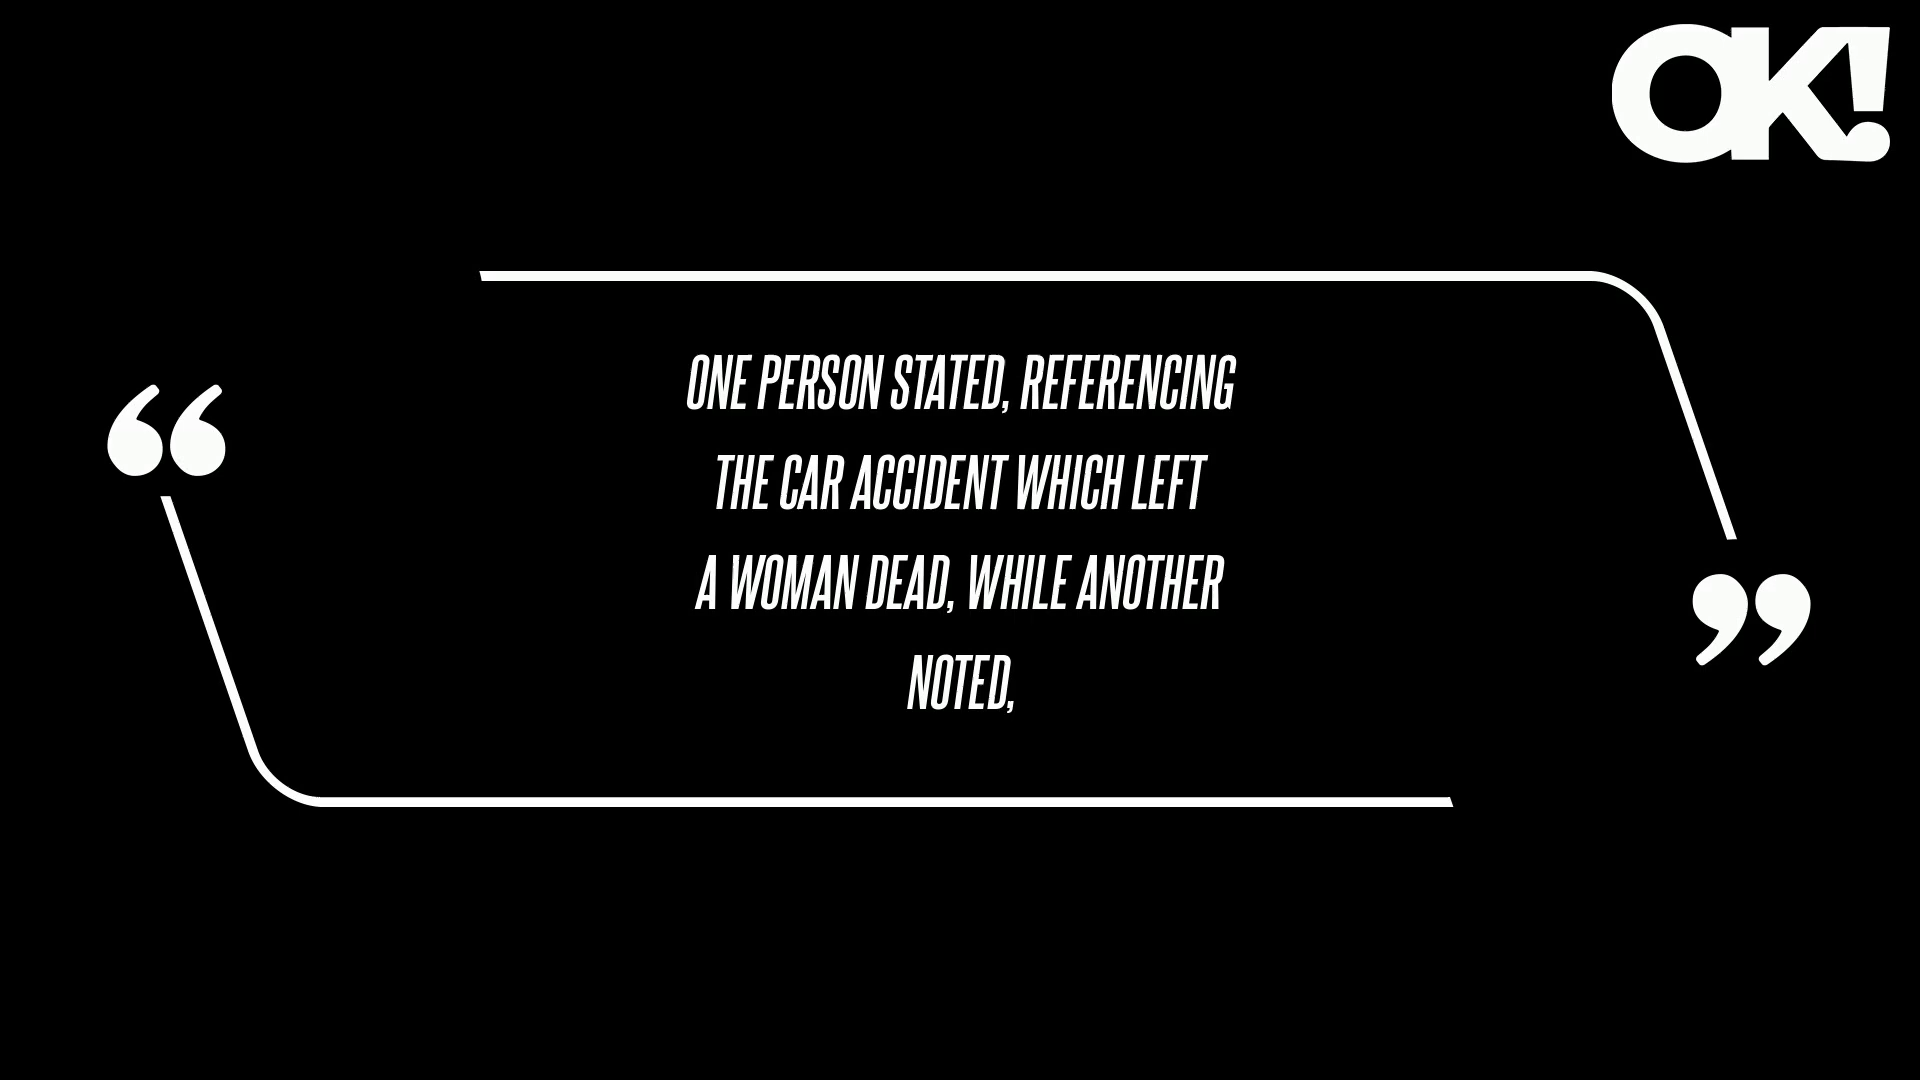 OK!
“
ONE PERSON STATED, REFERENCING
THE CAR ACCIDENT WHICH LEFT
A WOMAN DEAD, WHILE ANOTHER
NOTED,
”